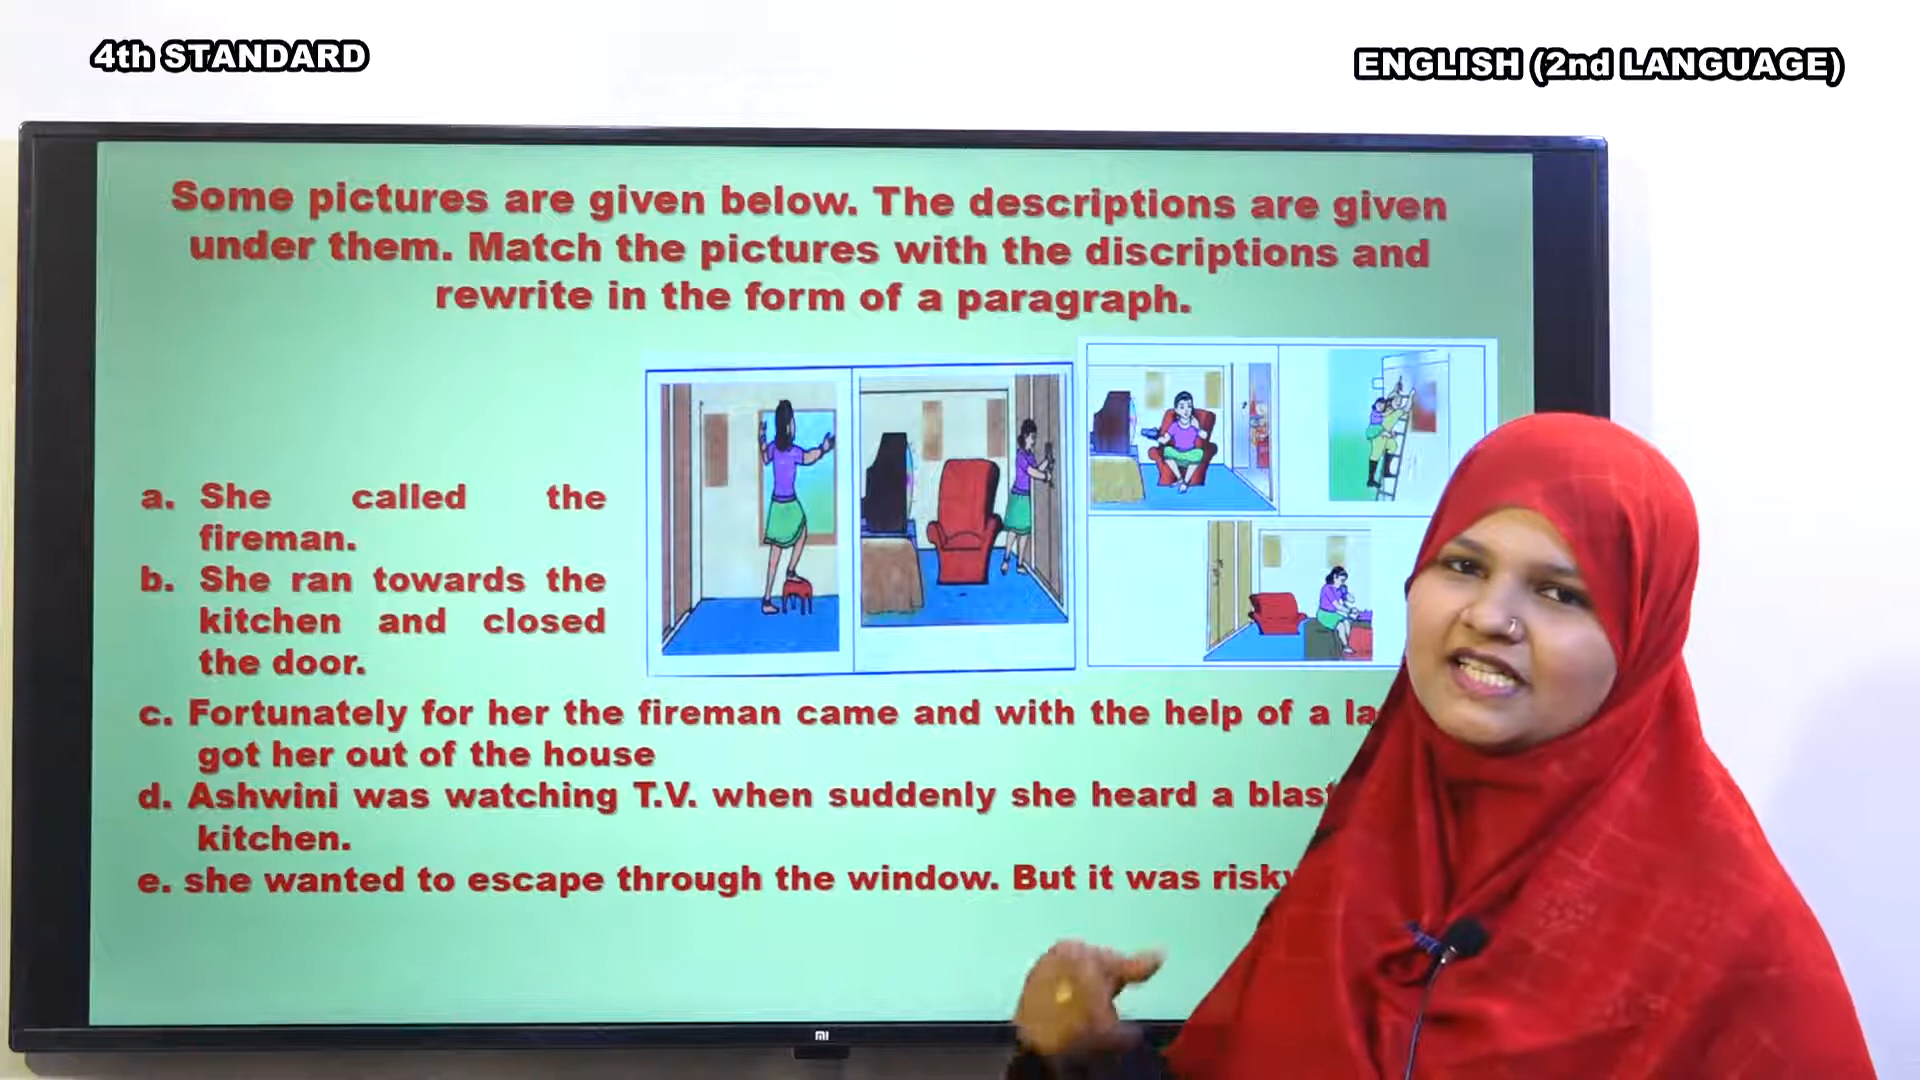 4th STANDARD
ENGLISH (2nd LANGUAGE)
Some pictures are given below. The descriptions are given
under them. Match the pictures with the discriptions and
rewrite in the form of a paragraph.
a. She called the
fireman.
b. She ran towards the
kitchen and closed
the door.
c. Fortunately for her the fireman came and with the help of a
got her out of the house
d. Ashwini was watching T.V. when suddenly she heard a blast
kitchen.
e. she wanted to escape through the window. But it was risky
mi